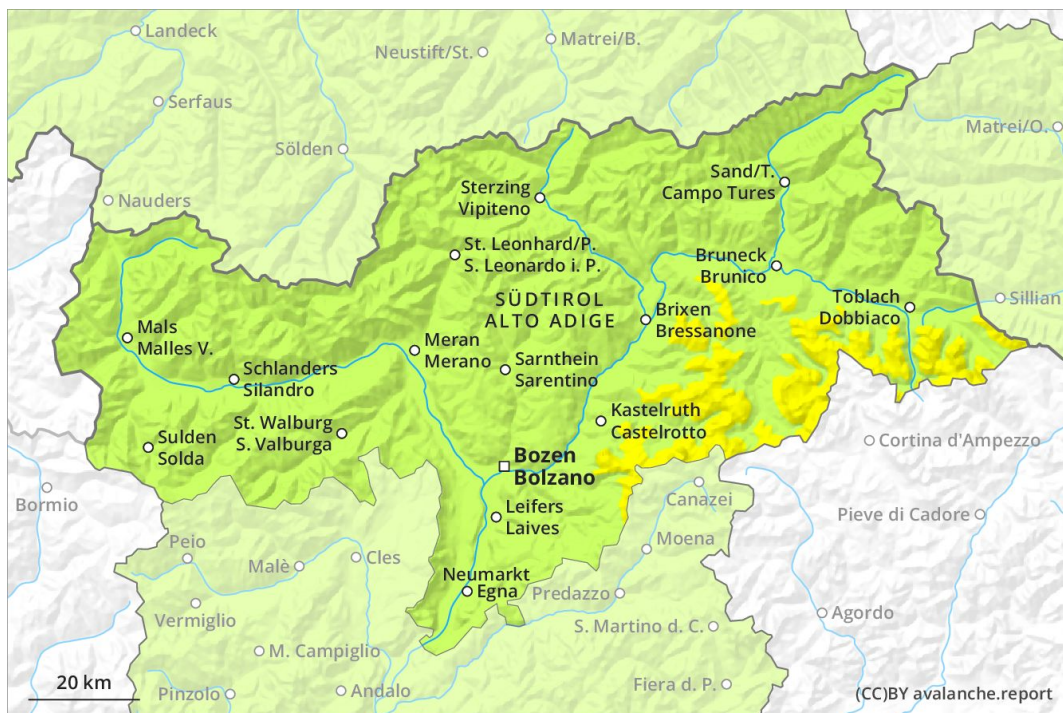 Landeck
Neustift/St.
Matrei/B.
Serfaus
Matrei/O.
Sölden
Sand/T.
Campo Tures
Sterzing
Vipiteno
Nauders
St. Leonhard/P.
S. Leonardo i. P.
Bruneck
Brunico
SÜDTIROL
ALTO ADIGE
Toblach
Dobbiaco
Sillian
Brixen
Bressanone
Mals
Malles V.
Meran
Merano
Sarnthein
Sarentino
Schlanders
Silandro
Kastelruth
Castelrotto
St. Walburg
S. Valburga
Sulden
Solda
Cortina d'Ampezzo
Bozen
Bolzano
Bormio
Canazei
Leifers
Laives
Pieve di Cadore
Peio
Cles
Moena
Malè
Neumarkt
Egna
Predazzo
Vermiglio
Agordo
S. Martino d. C.
M. Campiglio
20 km
Pinzolo
Andalo
Fiera d. P.
(CC)BY avalanche.report